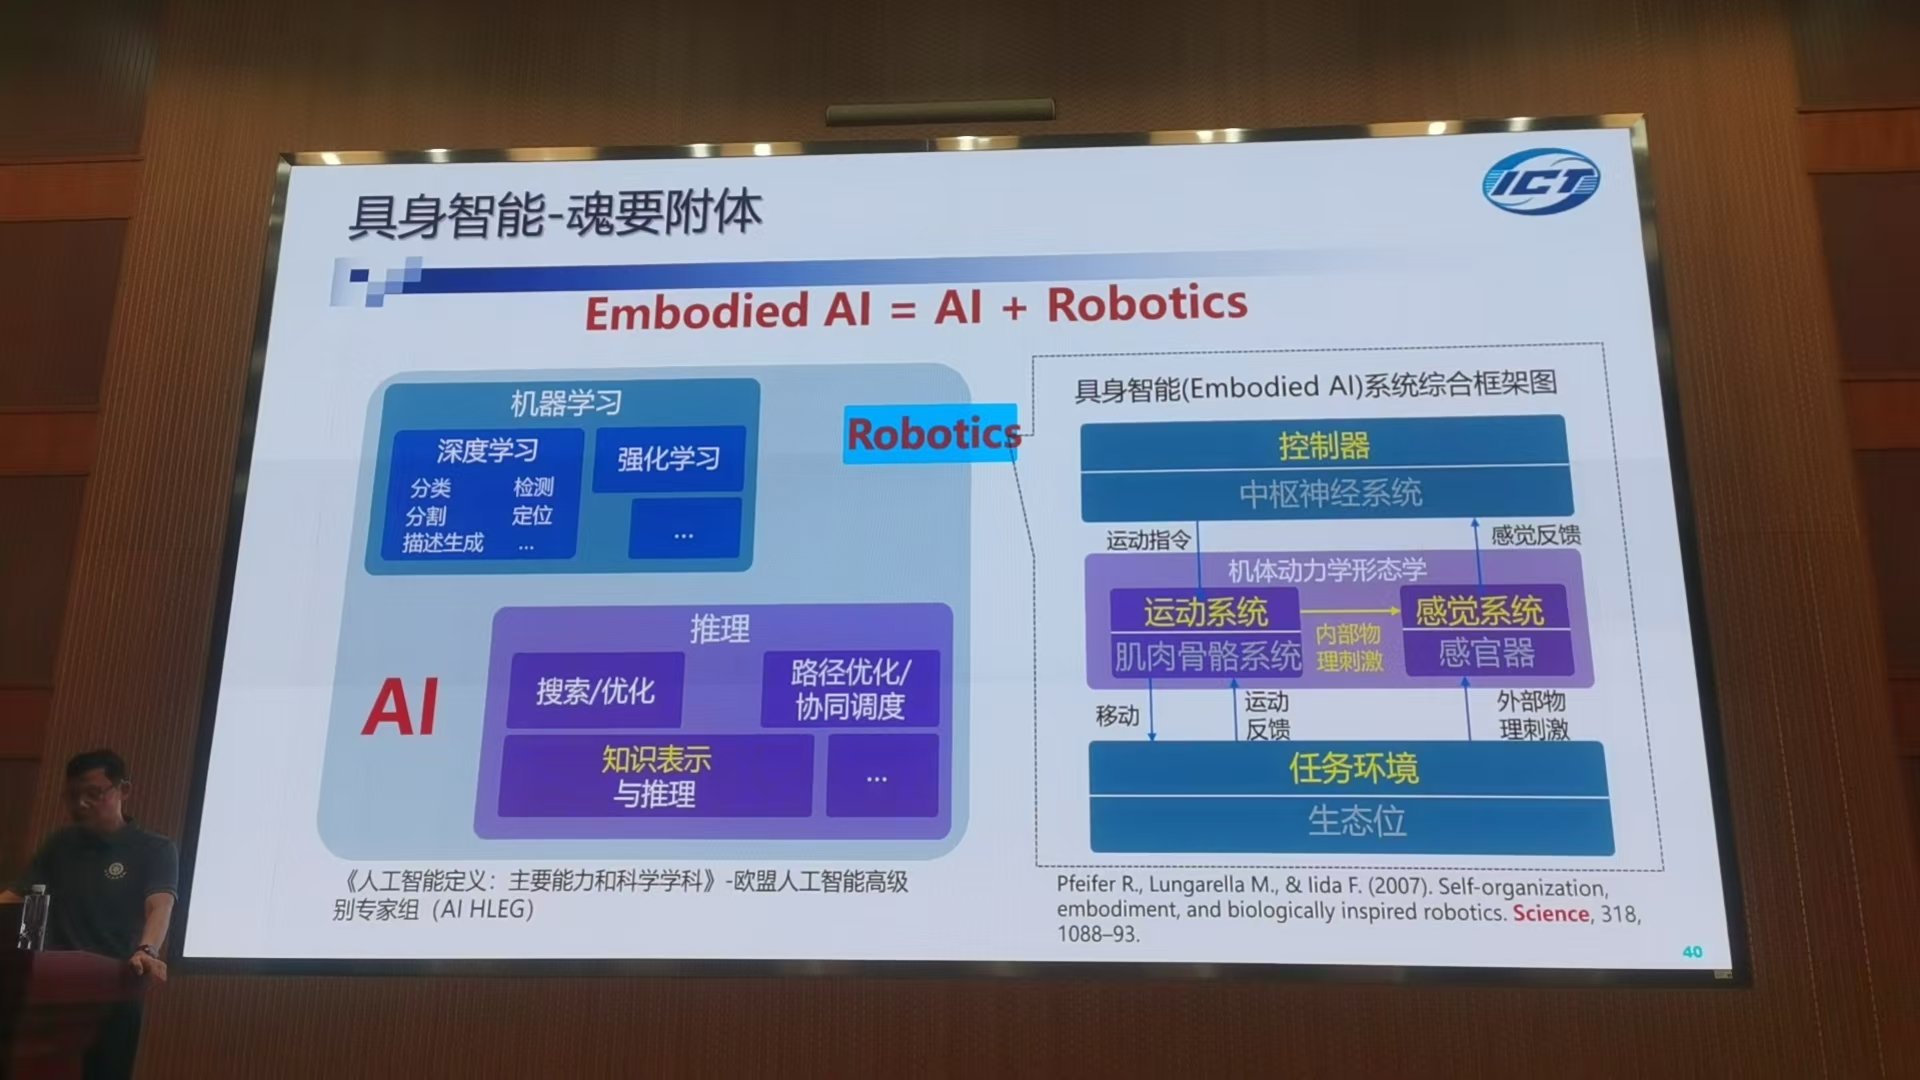 具身智能-魂要附体
ICT
Embodied AI = AI + Robotics
机器学习
深度学习
分类 检测
分割 定位
描述生成 ...
强化学习
...
Robotics
AI
推理
搜索/优化
路径优化/
协同调度
知识表示
与推理
...
《人工智能定义：主要能力和科学学科》-欧盟人工智能高级
别专家组（AI HLEG）
具身智能(Embodied AI)系统综合框架图
控制器
中枢神经系统
运动指令
感觉反馈
机体动力学形态学
运动系统
肌肉骨骼系统
内部物
理刺激
感觉系统
感官器
移动
运动
反馈
外部物
理刺激
任务环境
生态位
Pfeifer R., Lungarella M., & Iida F. (2007). Self-organization,
embodiment, and biologically inspired robotics. Science, 318,
1088–93.
40